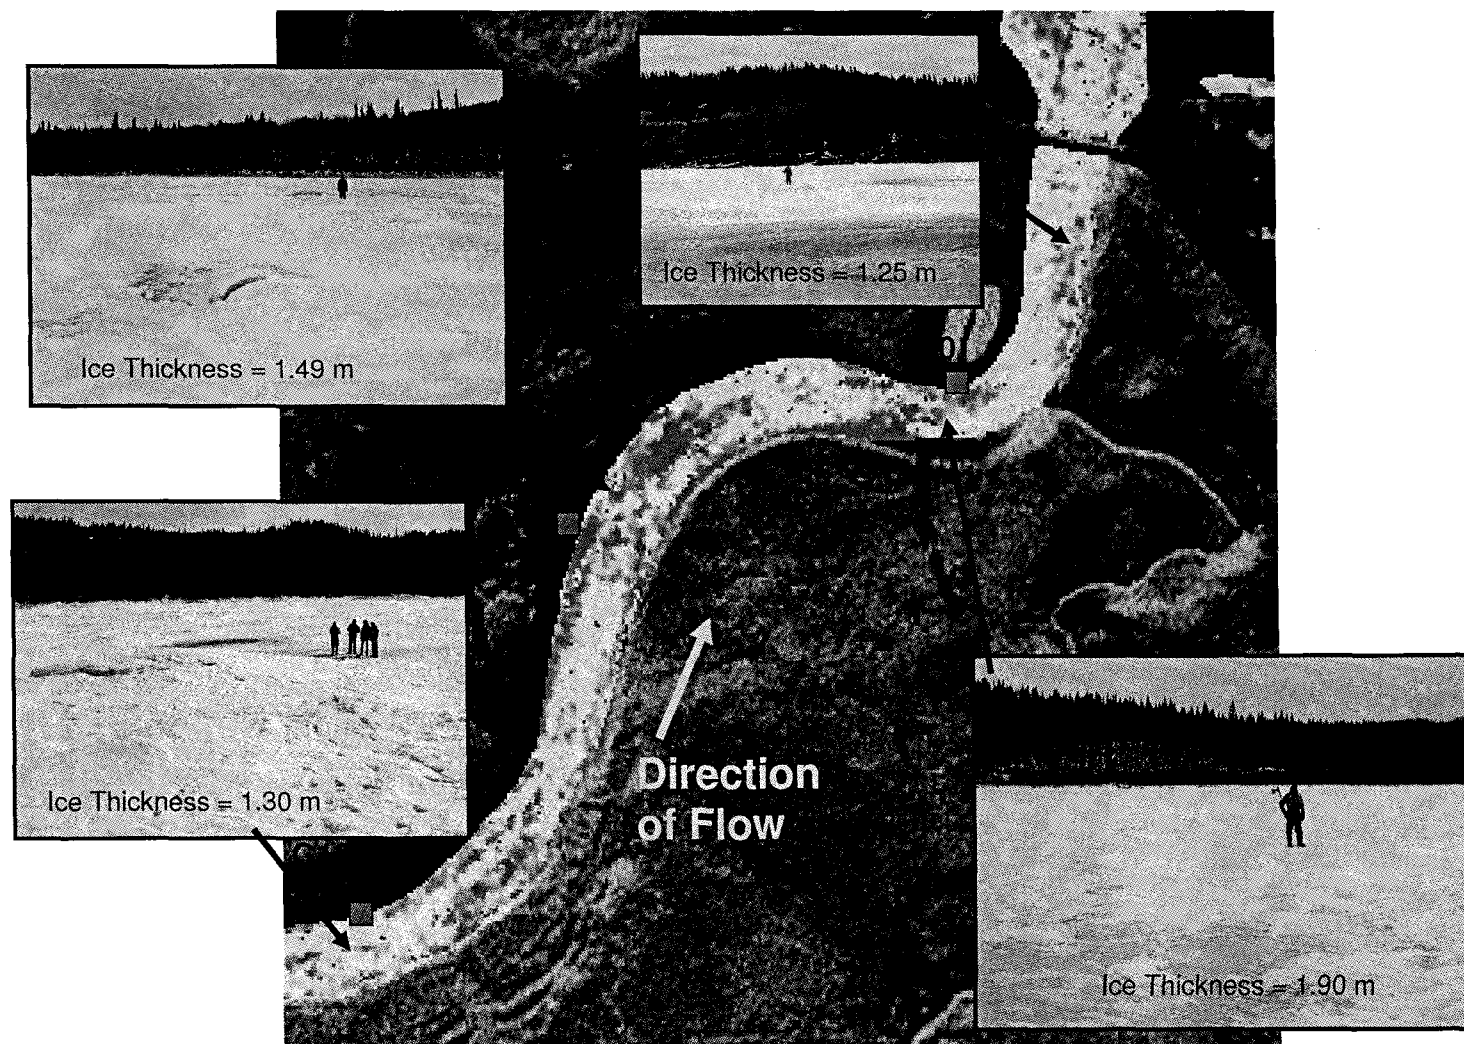 Ice Thickness = 1.25 m
Ice Thickness = 1.49 m
0
Ice Thickness = 1.30 m
Direction
of Flow
Ice Thickness = 1.90 m